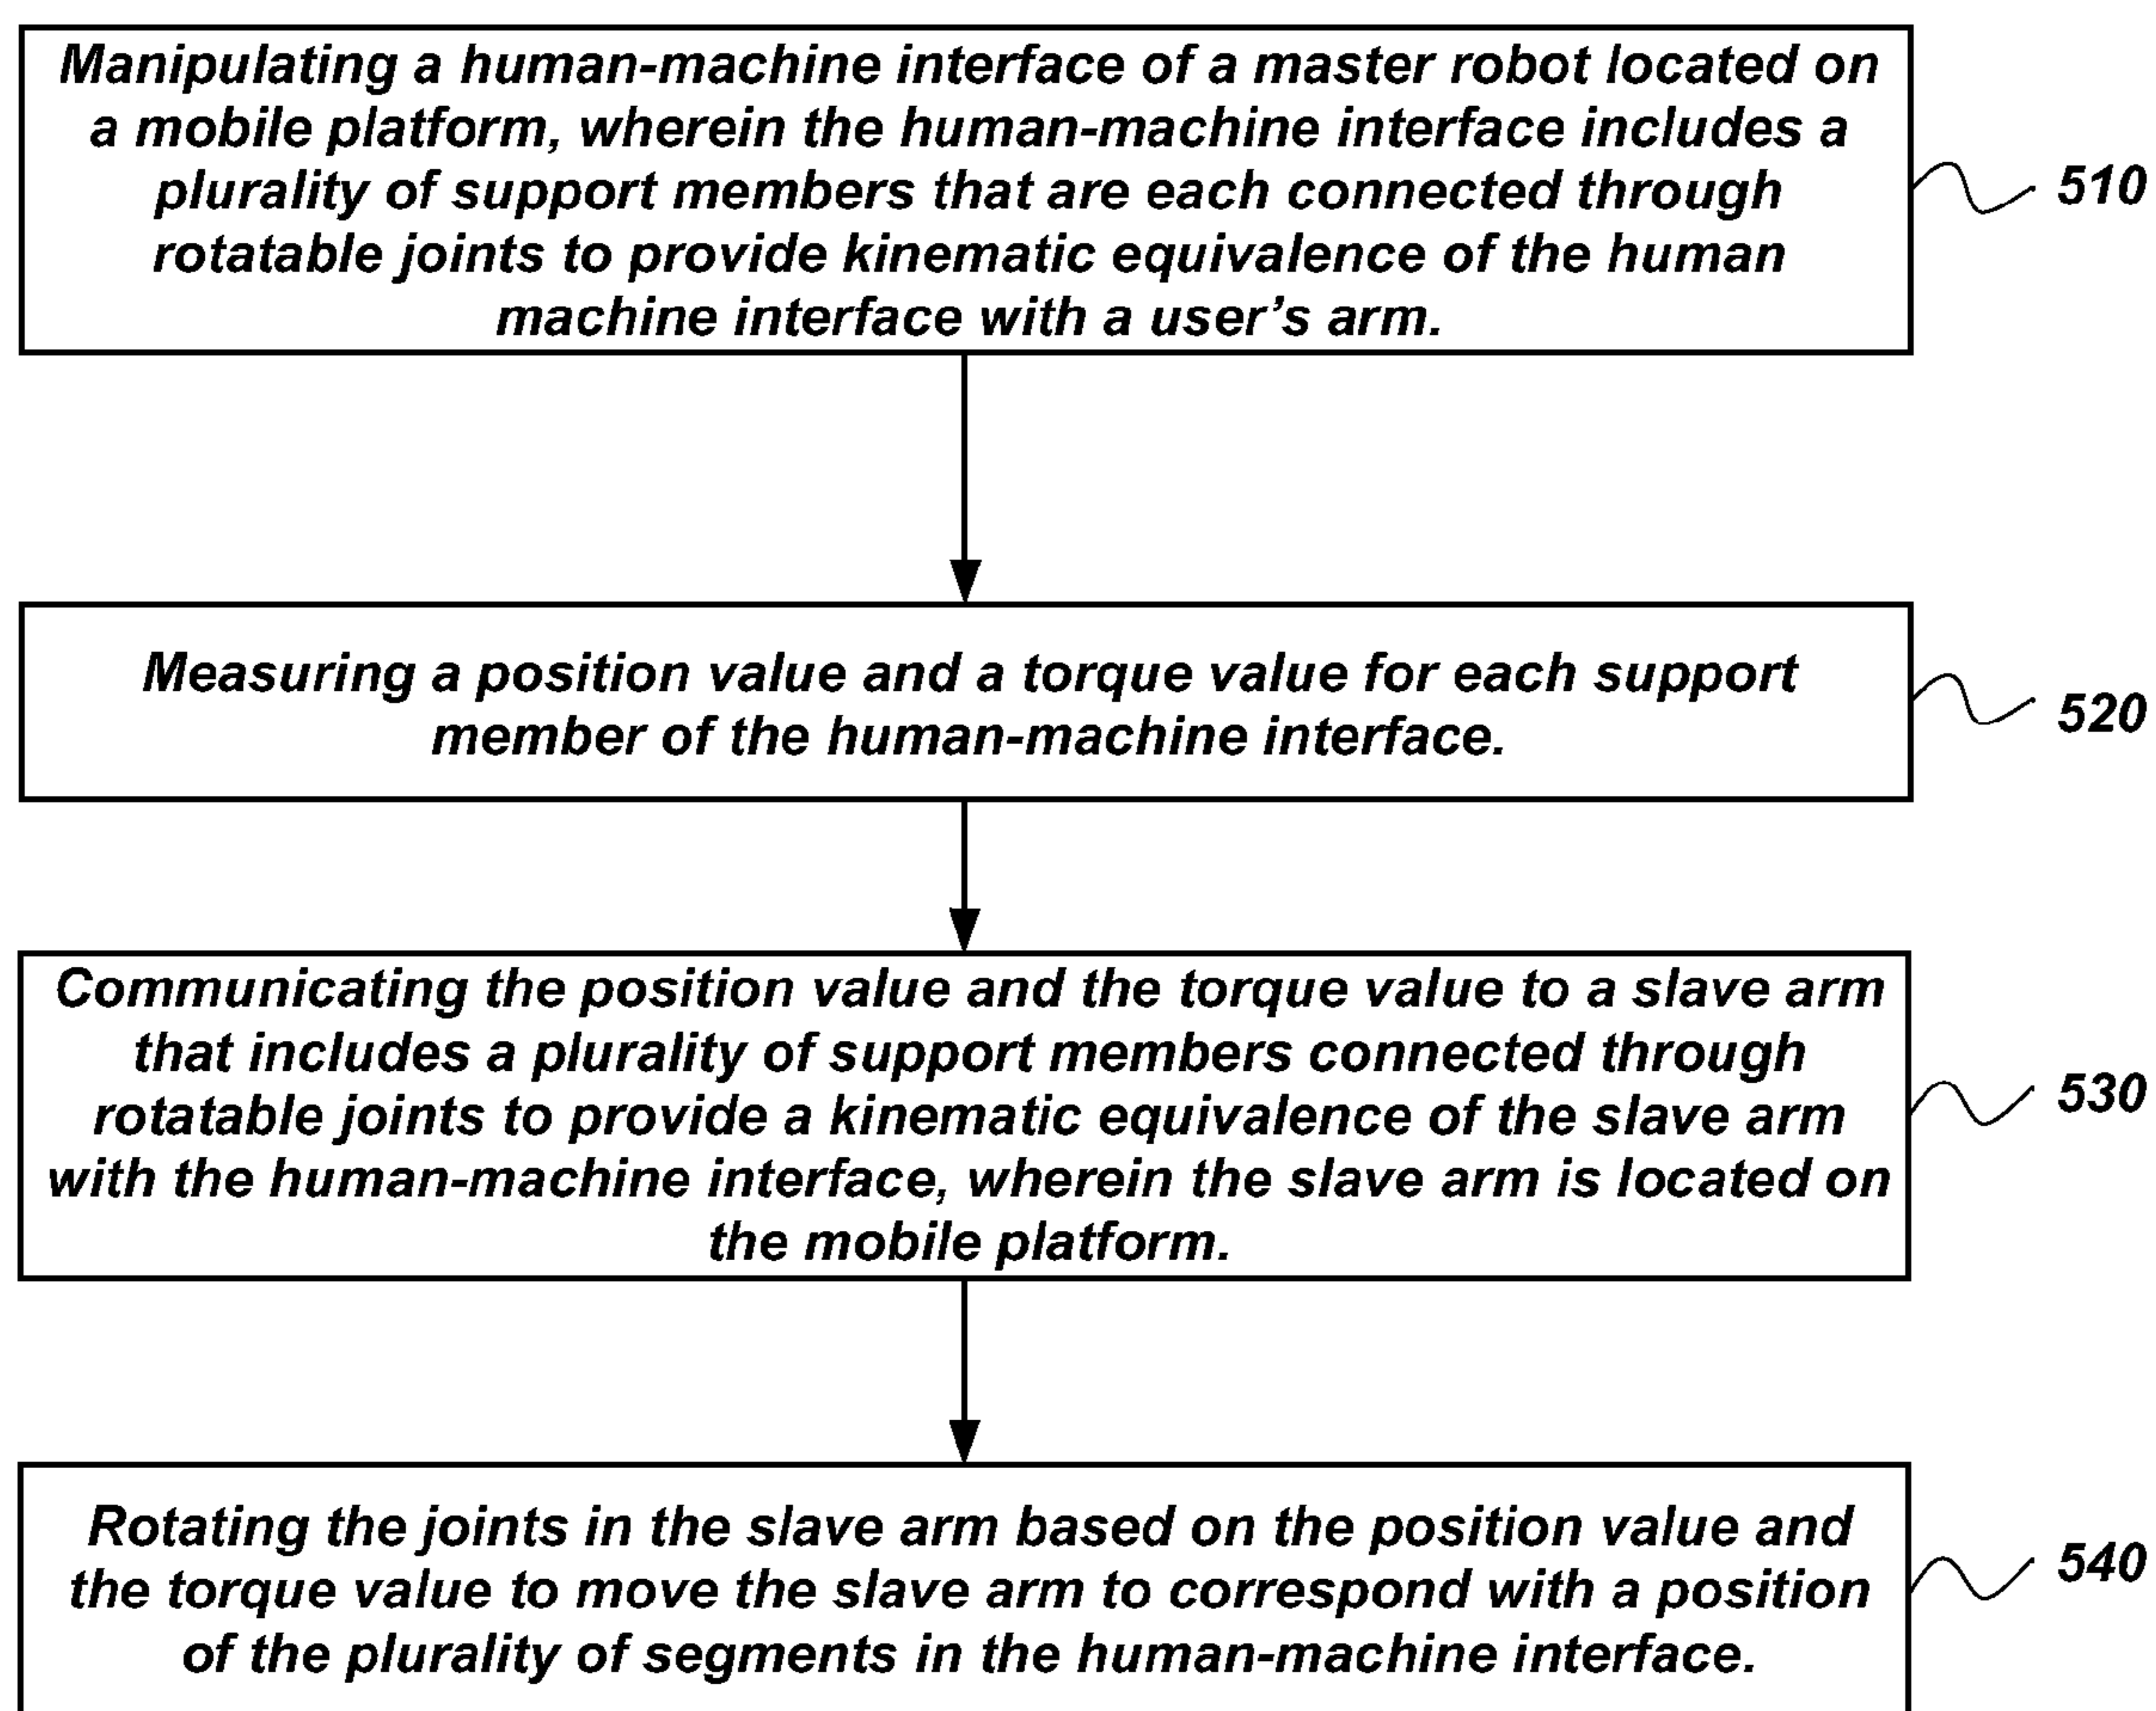 Manipulating a human-machine interface of a master robot located on
a mobile platform, wherein the human-machine interface includes a
plurality of support members that are each connected through
rotatable joints to provide kinematic equivalence of the human
machine interface with a user's arm.
510
Measuring a position value and a torque value for each support
member of the human-machine interface.
520
Communicating the position value and the torque value to a slave arm
that includes a plurality of support members connected through
rotatable joints to provide a kinematic equivalence of the slave arm
with the human-machine interface, wherein the slave arm is located on
the mobile platform.
530
Rotating the joints in the slave arm based on the position value and
the torque value to move the slave arm to correspond with a position
of the plurality of segments in the human-machine interface.
540